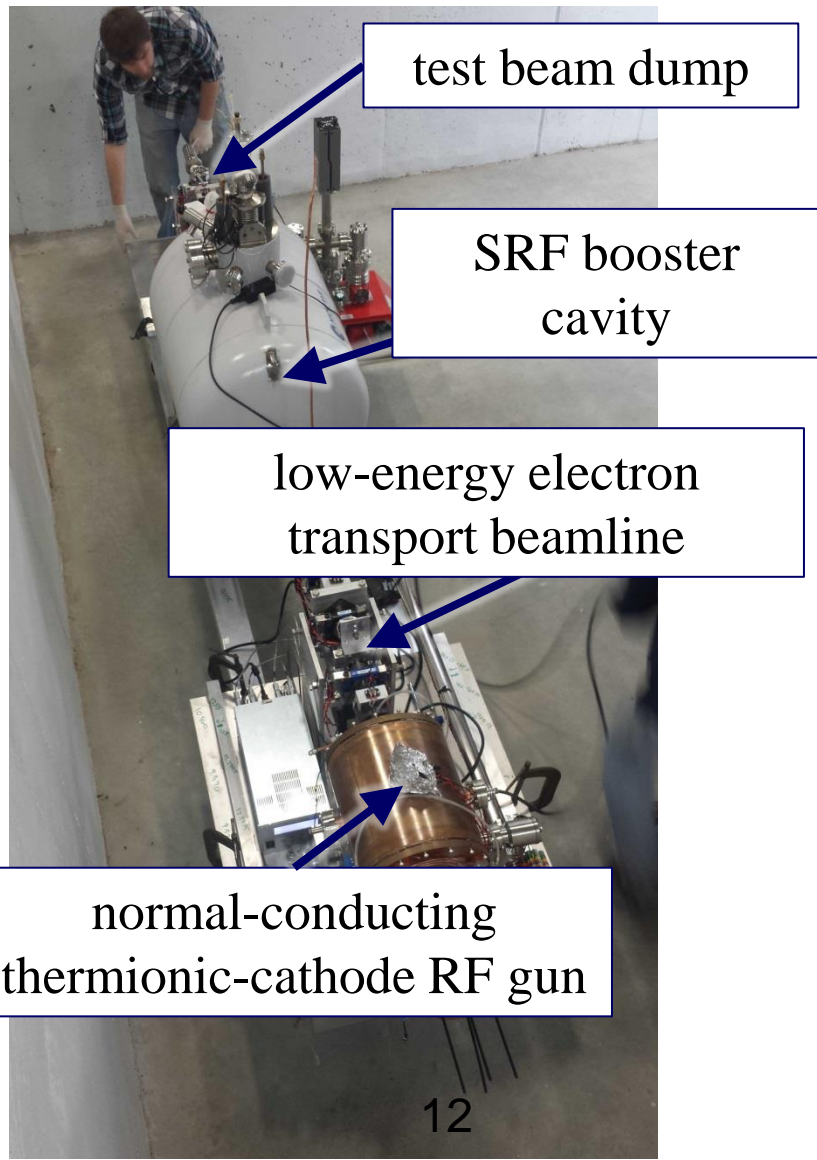 test beam dump
SRF booster
cavity
low-energy electron
transport beamline
normal-conducting
thermionic-cathode RF gun
12